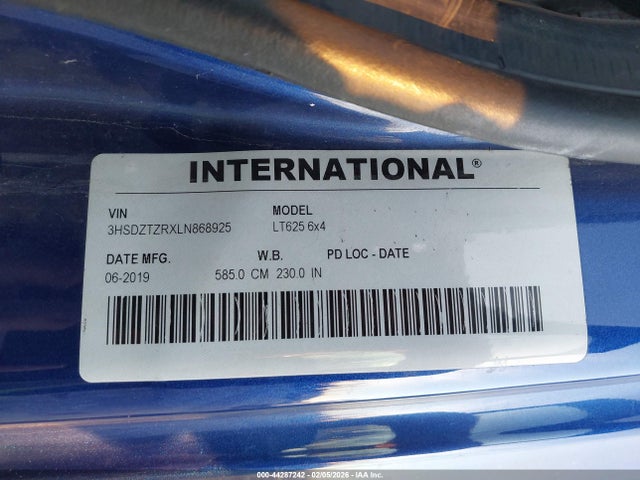 INTERNATIONAL®
VIN MODEL
3HSDZTZRXLN868925 LT625 6x4
DATE MFG. W.B. PD LOC - DATE
06-2019 585.0 CM 230.0 IN
000-44287242 - 02/05/2026 - IAA Inc.